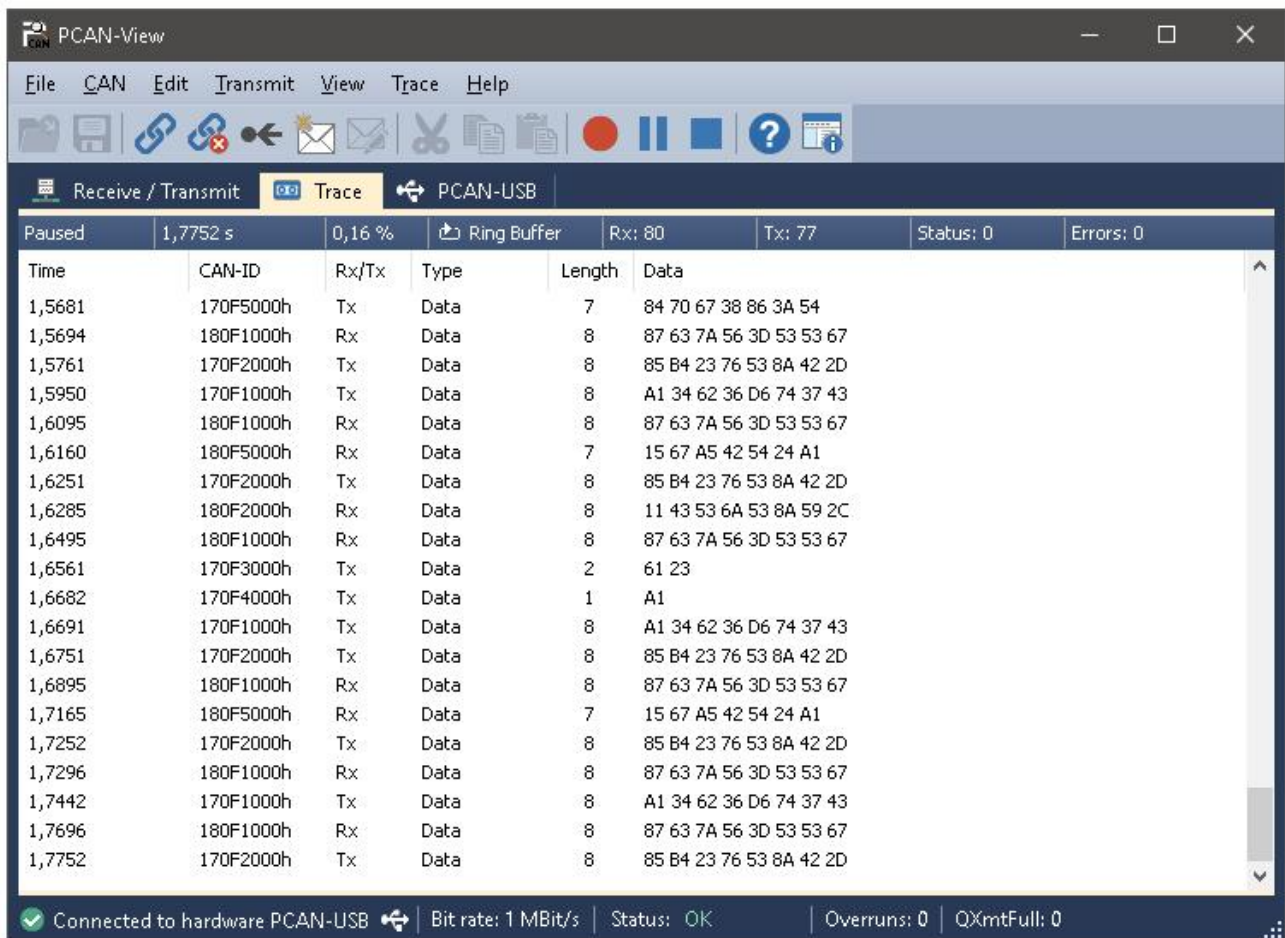 CAN PCAN-View
File CAN Edit Transmit View Trace Help
Receive / Transmit Trace PCAN-USB
Paused 1,7752 s 0,16 % Ring Buffer Rx: 80 Tx: 77 Status: 0 Errors: 0
Time CAN-ID Rx/Tx Type Length Data
1,5681 170F5000h Tx Data 7 84 70 67 38 86 3A 54
1,5694 180F1000h Rx Data 8 87 63 7A 56 3D 53 53 67
1,5761 170F2000h Tx Data 8 85 B4 23 76 53 8A 42 2D
1,5950 170F1000h Tx Data 8 A1 34 62 36 D6 74 37 43
1,6095 180F1000h Rx Data 8 87 63 7A 56 3D 53 53 67
1,6160 180F5000h Rx Data 7 15 67 A5 42 54 24 A1
1,6251 170F2000h Tx Data 8 85 B4 23 76 53 8A 42 2D
1,6285 180F2000h Rx Data 8 11 43 53 6A 53 8A 59 2C
1,6495 180F1000h Rx Data 8 87 63 7A 56 3D 53 53 67
1,6561 170F3000h Tx Data 2 61 23
1,6682 170F4000h Tx Data 1 A1
1,6691 170F1000h Tx Data 8 A1 34 62 36 D6 74 37 43
1,6751 170F2000h Tx Data 8 85 B4 23 76 53 8A 42 2D
1,6895 180F1000h Rx Data 8 87 63 7A 56 3D 53 53 67
1,7165 180F5000h Rx Data 7 15 67 A5 42 54 24 A1
1,7252 170F2000h Tx Data 8 85 B4 23 76 53 8A 42 2D
1,7296 180F1000h Rx Data 8 87 63 7A 56 3D 53 53 67
1,7442 170F1000h Tx Data 8 A1 34 62 36 D6 74 37 43
1,7696 180F1000h Rx Data 8 87 63 7A 56 3D 53 53 67
1,7752 170F2000h Tx Data 8 85 B4 23 76 53 8A 42 2D
Connected to hardware PCAN-USB Bit rate: 1 MBit/s Status: OK Overruns: 0 QXmtFull: 0